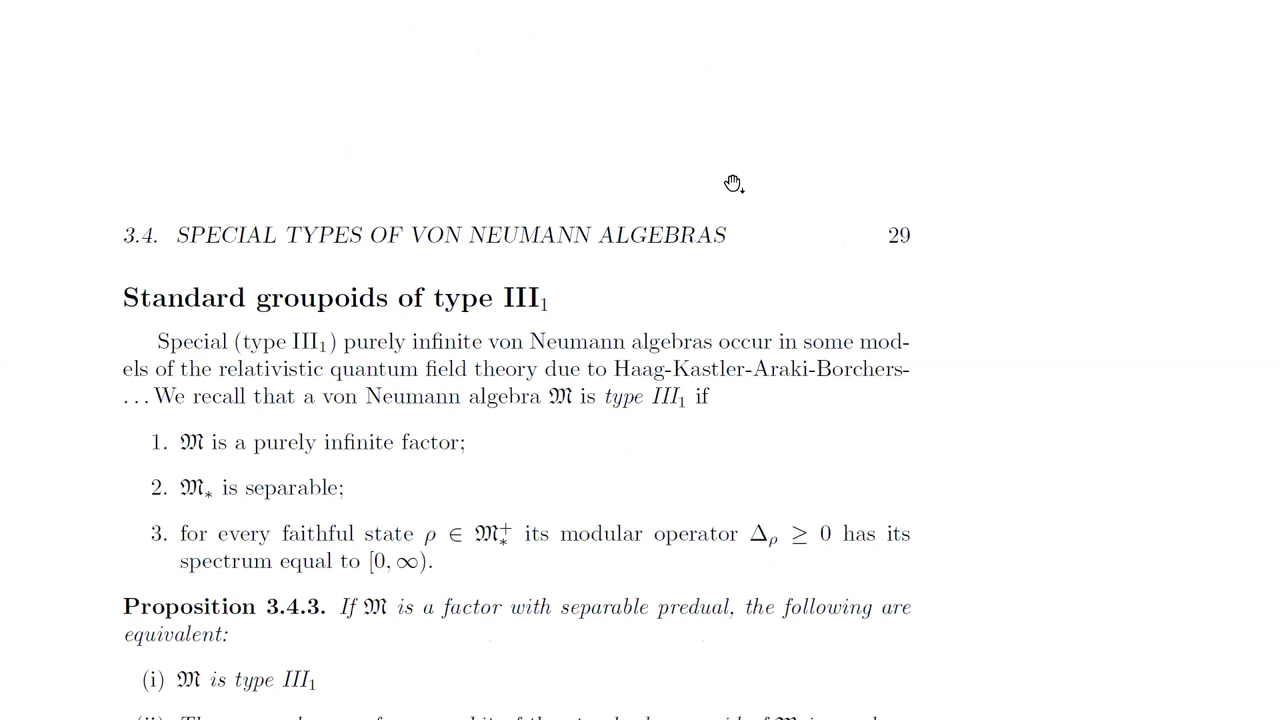 3.4. SPECIAL TYPES OF VON NEUMANN ALGEBRAS 29
Standard groupoids of type III₁
Special (type III₁) purely infinite von Neumann algebras occur in some mod-
els of the relativistic quantum field theory due to Haag-Kastler-Araki-Borchers-
...We recall that a von Neumann algebra 𝔐 is type III₁ if
1. 𝔐 is a purely infinite factor;
2. 𝔐∗ is separable;
3. for every faithful state ρ ∈ 𝔐∗⁺ its modular operator Δρ ≥ 0 has its
spectrum equal to [0, ∞).
Proposition 3.4.3. If 𝔐 is a factor with separable predual, the following are
equivalent:
(i) 𝔐 is type III₁